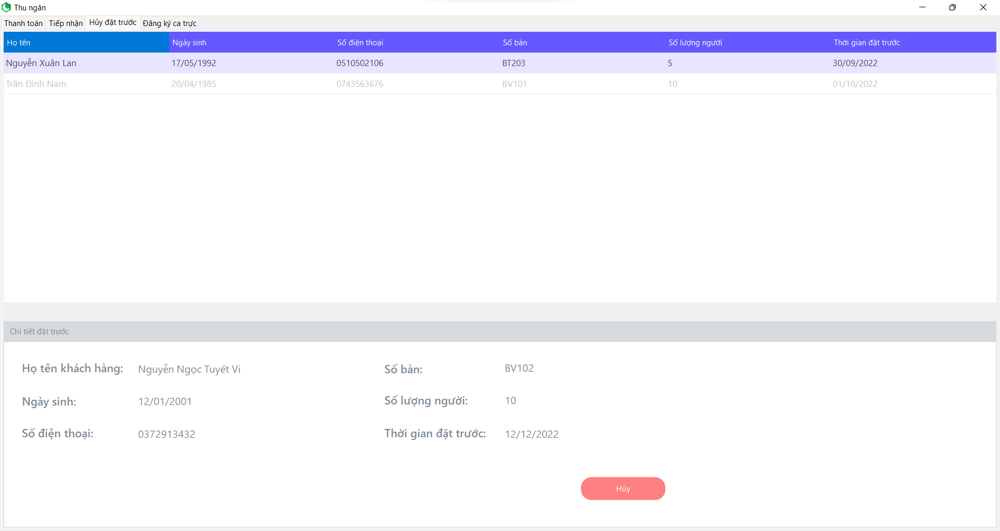 Thu ngân
Thanh toán Tiếp nhận Hủy đặt trước Đăng ký ca trực
Họ tên Ngày sinh Số điện thoại Số bàn Số lượng người Thời gian đặt trước
Nguyễn Xuân Lan 17/05/1992 0510502106 BT203 5 30/09/2022
Trần Đình Nam 20/04/1985 0743563676 BV101 10 01/10/2022
Chi tiết đặt trước
Họ tên khách hàng: Nguyễn Ngọc Tuyết Vi Số bàn: BV102
Ngày sinh: 12/01/2001 Số lượng người: 10
Số điện thoại: 0372913432 Thời gian đặt trước: 12/12/2022
Hủy